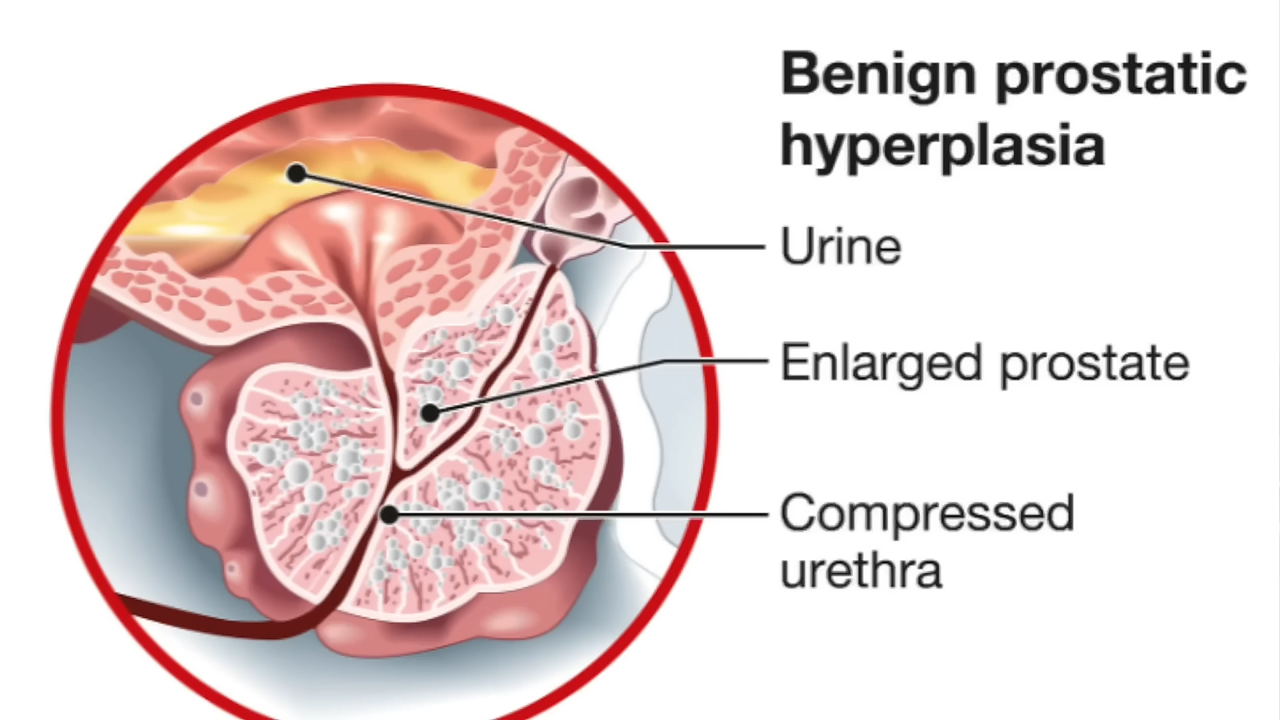 Benign prostatic
hyperplasia
Urine
Enlarged prostate
Compressed
urethra